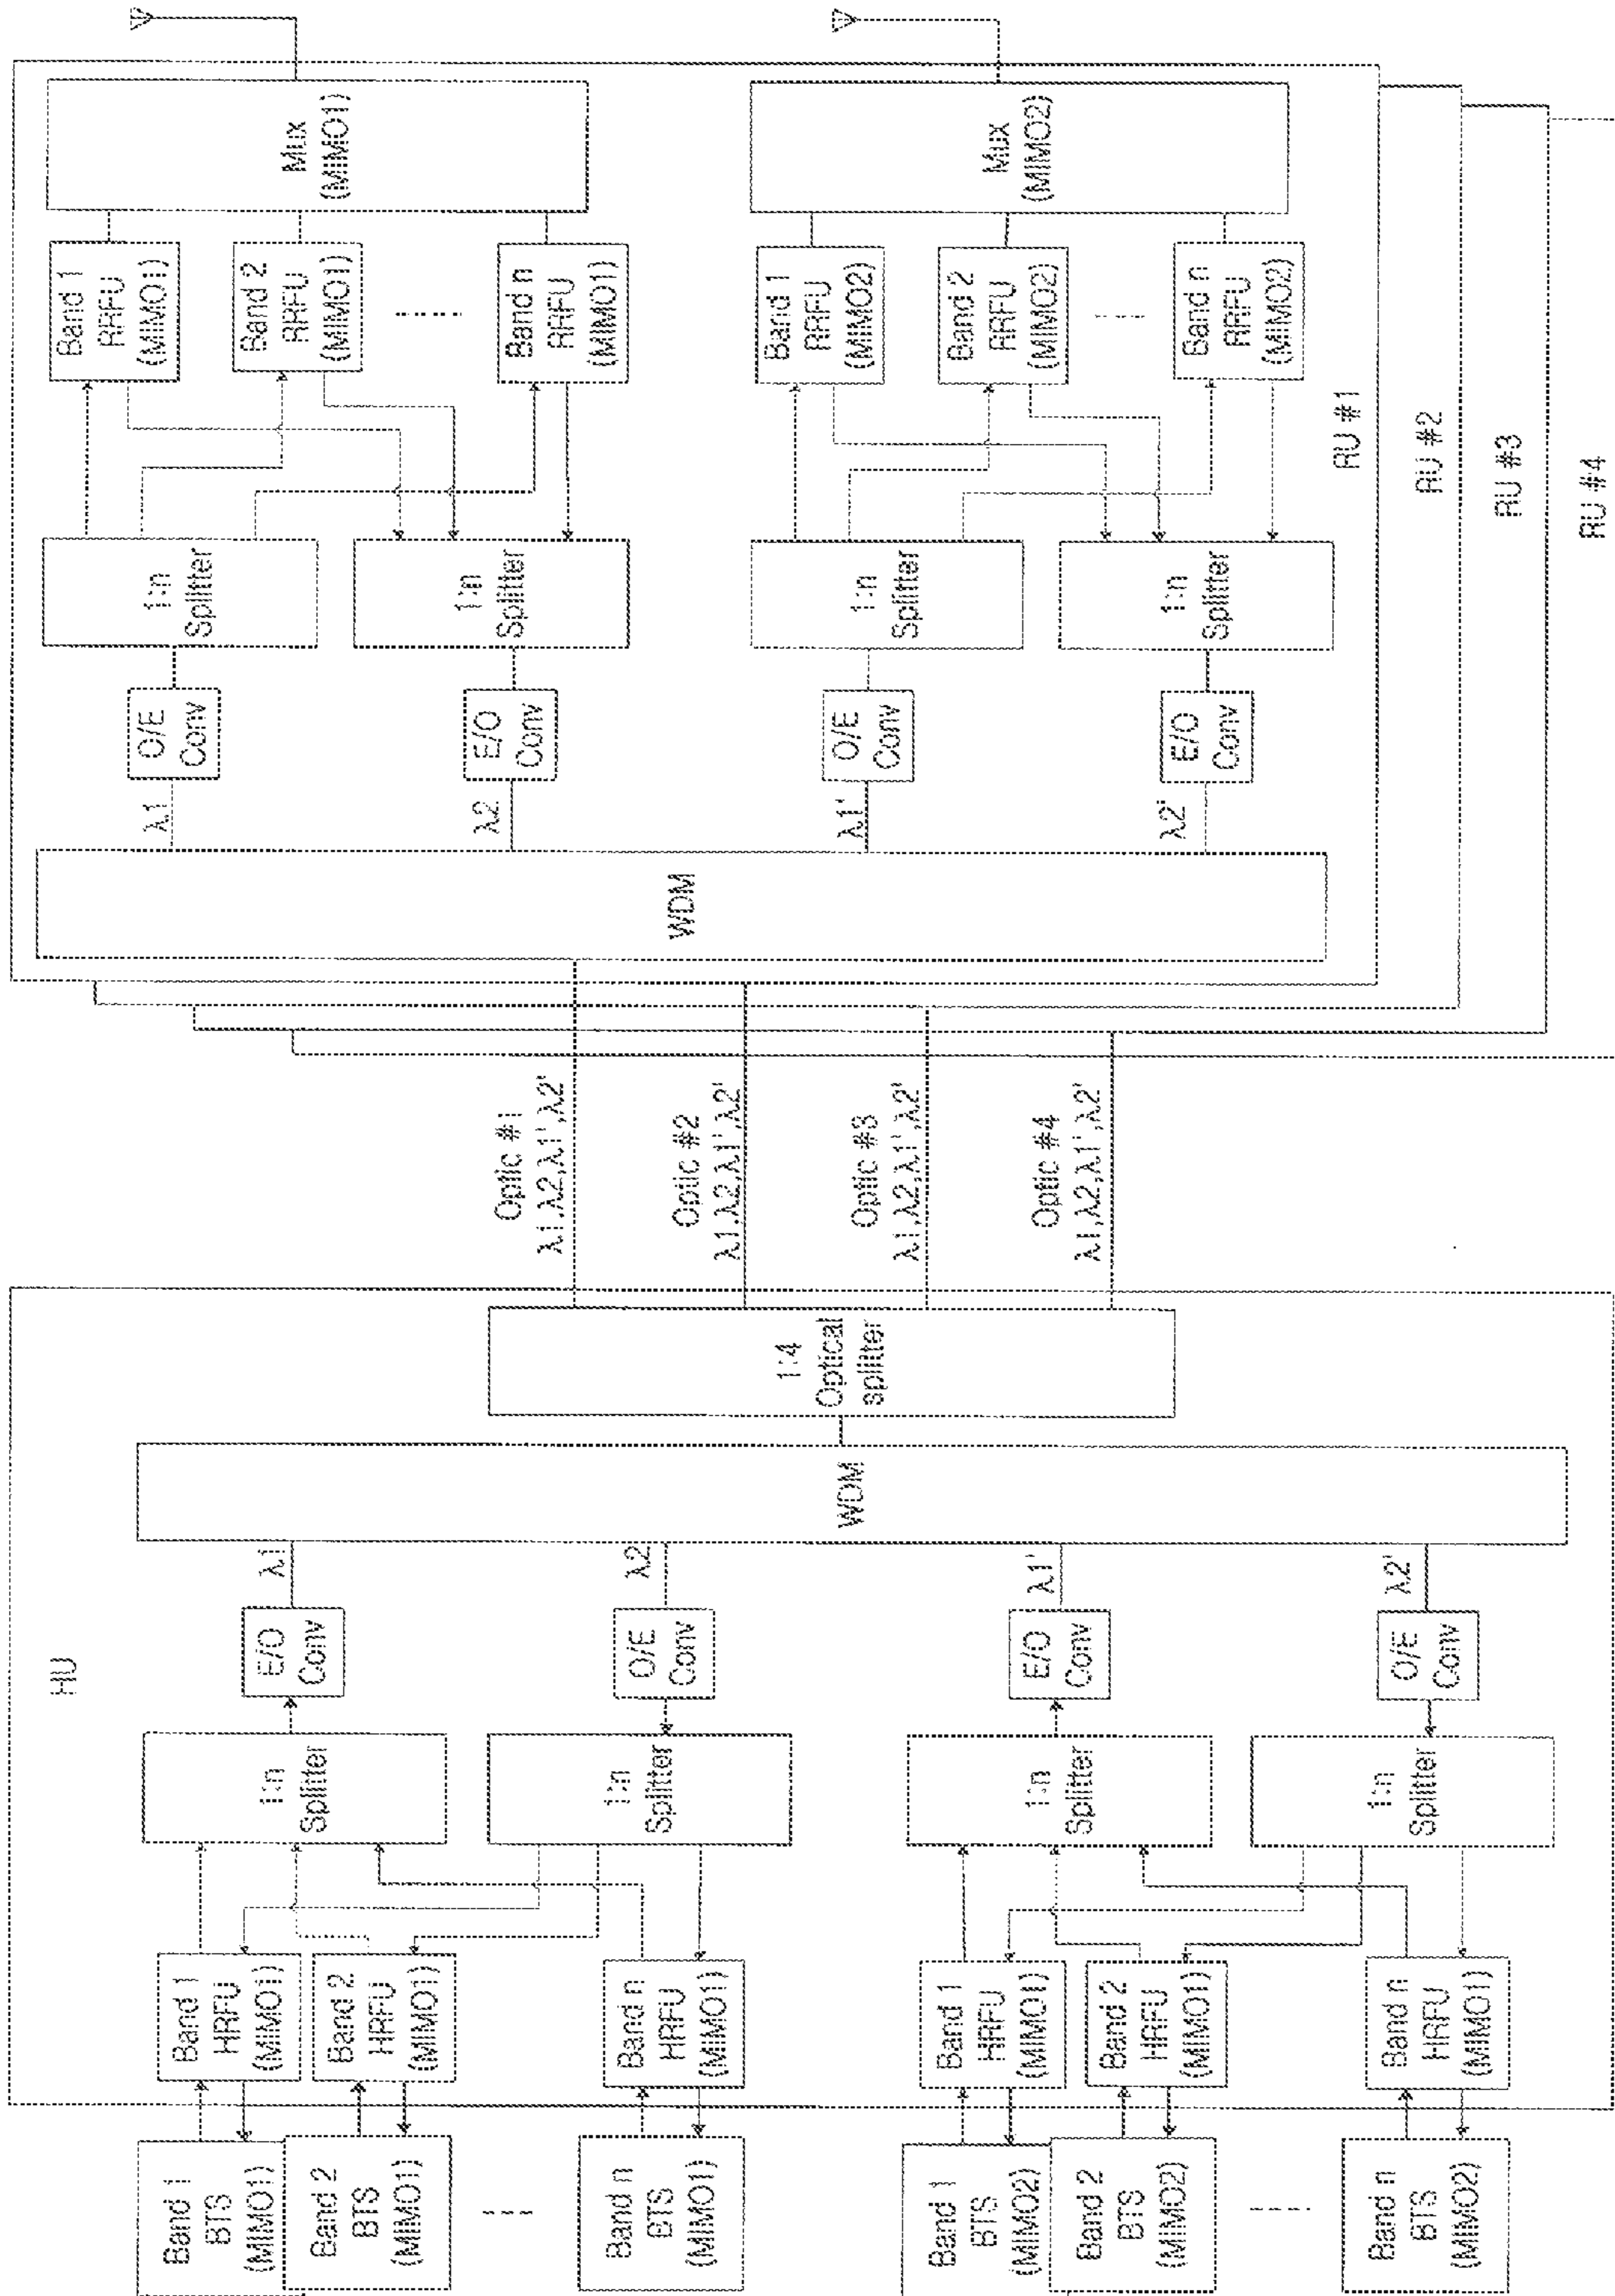 HU
Band 1
BTS
(MIMO1)
Band 2
BTS
(MIMO1)
Band n
BTS
(MIMO1)
Band 1
BTS
(MIMO2)
Band 2
BTS
(MIMO2)
Band n
BTS
(MIMO2)
Band 1
HRFU
(MIMO1)
Band 2
HRFU
(MIMO1)
Band n
HRFU
(MIMO1)
Band 1
HRFU
(MIMO1)
Band 2
HRFU
(MIMO1)
Band n
HRFU
(MIMO1)
1:n
Splitter
1:n
Splitter
1:n
Splitter
1:n
Splitter
E/O
Conv
O/E
Conv
E/O
Conv
O/E
Conv
λ1
λ2
λ1'
λ2'
WDM
1:4
Optical
splitter
Optic #1
λ1,λ2,λ1',λ2'
Optic #2
λ1,λ2,λ1',λ2'
Optic #3
λ1,λ2,λ1',λ2'
Optic #4
λ1,λ2,λ1',λ2'
WDM
λ1
λ2
λ1'
λ2'
O/E
Conv
E/O
Conv
O/E
Conv
E/O
Conv
1:n
Splitter
1:n
Splitter
1:n
Splitter
1:n
Splitter
Band 1
RRFU
(MIMO1)
Band 2
RRFU
(MIMO1)
Band n
RRFU
(MIMO1)
Band 1
RRFU
(MIMO2)
Band 2
RRFU
(MIMO2)
Band n
RRFU
(MIMO2)
Mux
(MIMO1)
Mux
(MIMO2)
RU #1
RU #2
RU #3
RU #4